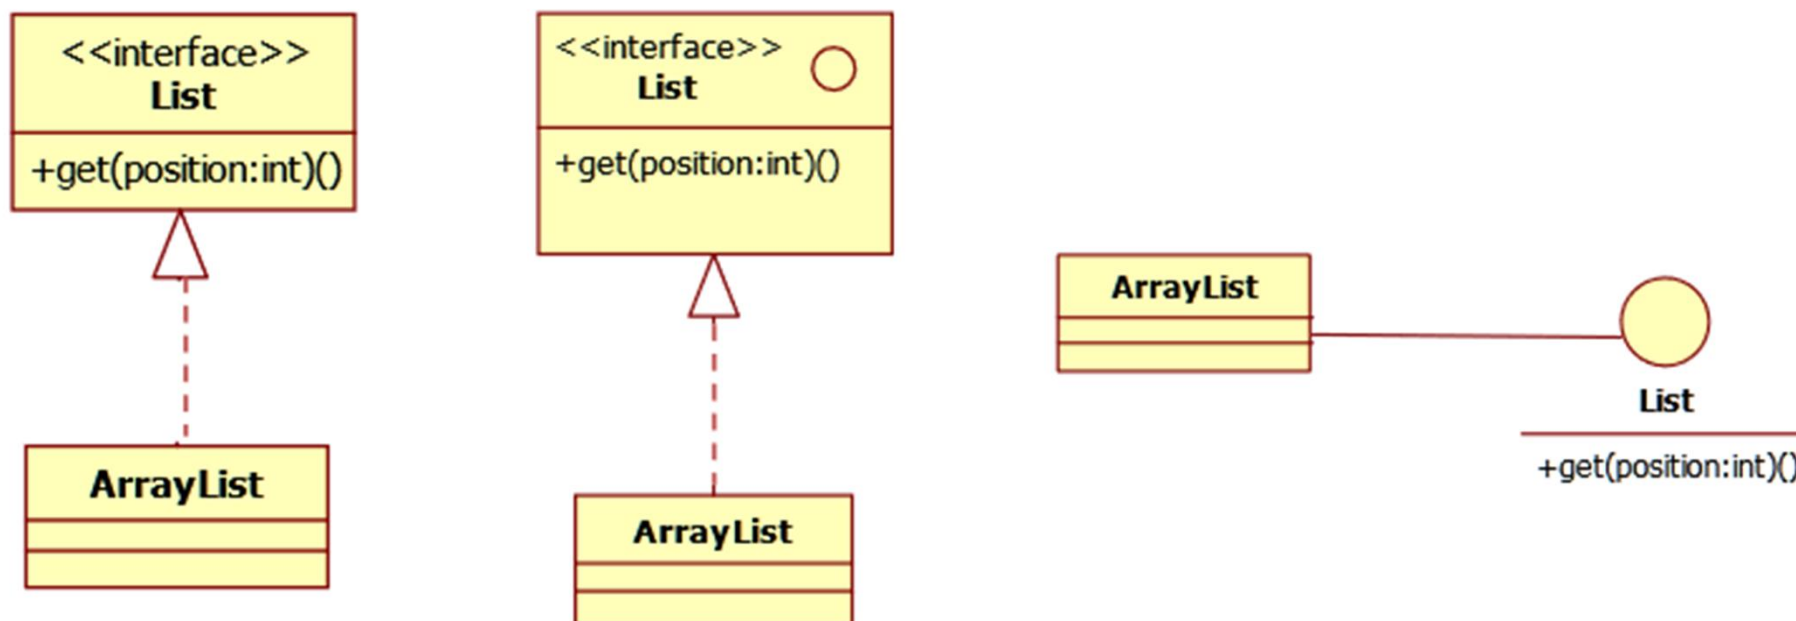 <<interface>>
List
+get(position:int)()
ArrayList
<<interface>>
List
+get(position:int)()
ArrayList
ArrayList
List
+get(position:int)()